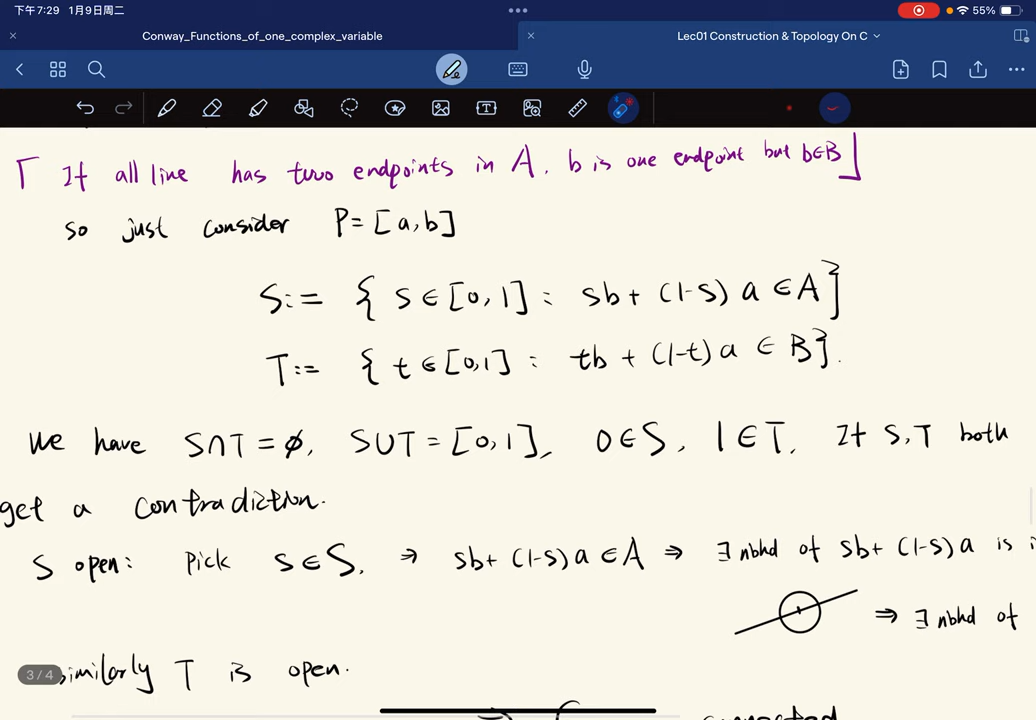 下午7:29 1月9日周二
55%
Conway_Functions_of_one_complex_variable
Lec01 Construction & Topology On C
「 If all line has two endpoints in A. b is one endpoint but b∈B 」
so just consider P=[a,b]
S:= { s∈[0,1] : sb+(1-s)a ∈A }
T:= { t∈[0,1] : tb+(1-t)a ∈ B}.
We have S∩T=∅, S∪T=[0,1], 0∈S, 1∈T. If S,T both
get a contradiction.
S open: Pick s∈S, ⇒ sb+(1-s)a∈A ⇒ ∃ nbhd of sb+(1-s)a is
⇒ ∃ nbhd of
similarly T is open.
3/4
connected